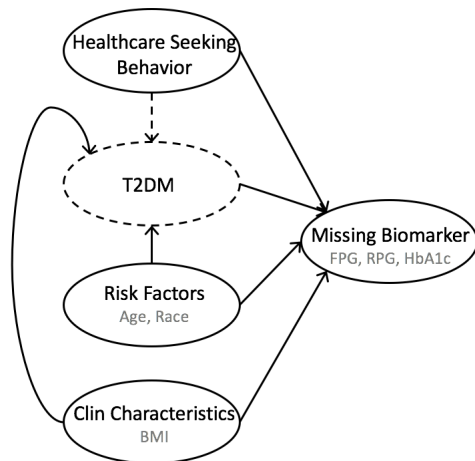 Healthcare Seeking
Behavior
T2DM
Missing Biomarker
FPG, RPG, HbA1c
Risk Factors
Age, Race
Clin Characteristics
BMI